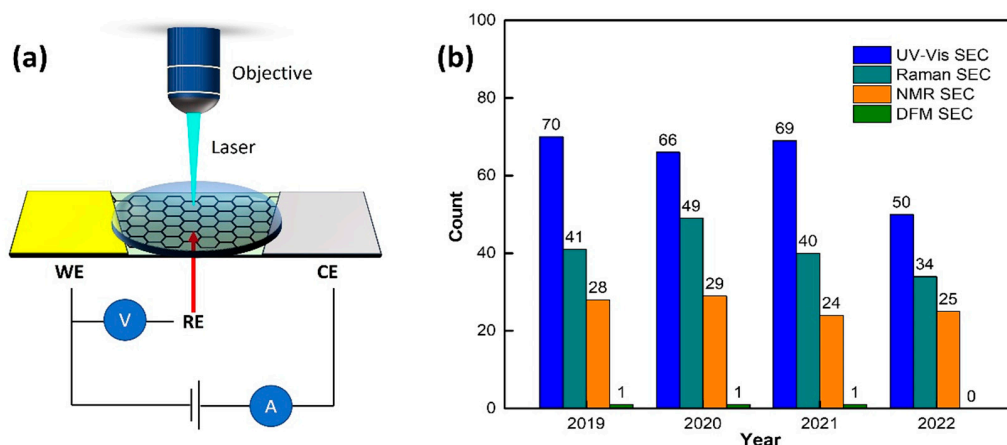 (a)
Objective
Laser
WE
CE
V
RE
A
(b)
100
80
60
40
20
0
Count
UV-Vis SEC
Raman SEC
NMR SEC
DFM SEC
70
41
28
1
66
49
29
1
69
40
24
1
50
34
25
0
2019
2020
2021
2022
Year